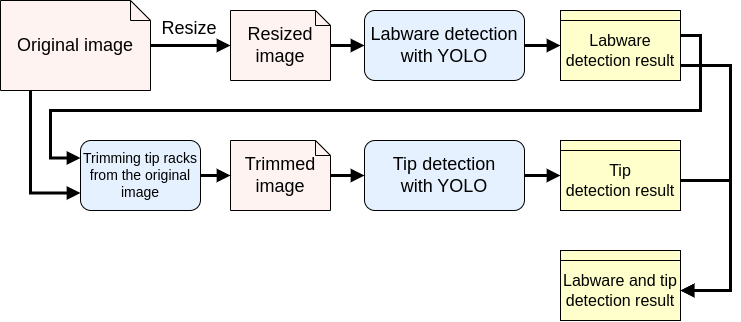 Original image
Resize
Resized
image
Labware detection
with YOLO
Labware
detection result
Trimming tip racks
from the original
image
Trimmed
image
Tip detection
with YOLO
Tip
detection result
Labware and tip
detection result